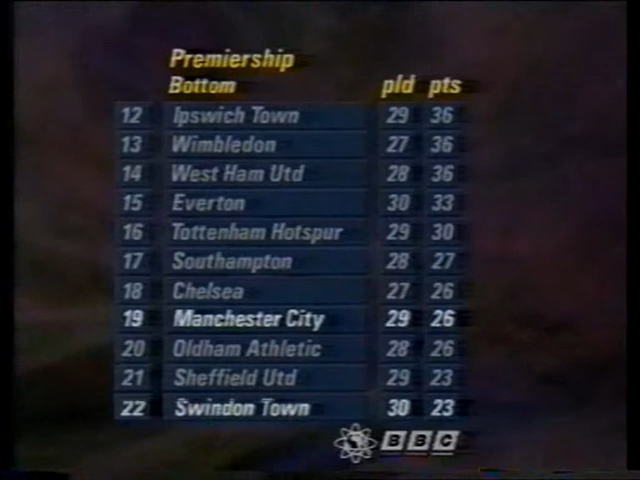 Premiership
Bottom pld pts
12 Ipswich Town 29 36
13 Wimbledon 27 36
14 West Ham Utd 28 36
15 Everton 30 33
16 Tottenham Hotspur 29 30
17 Southampton 28 27
18 Chelsea 27 26
19 Manchester City 29 26
20 Oldham Athletic 28 26
21 Sheffield Utd 29 23
22 Swindon Town 30 23
BBC